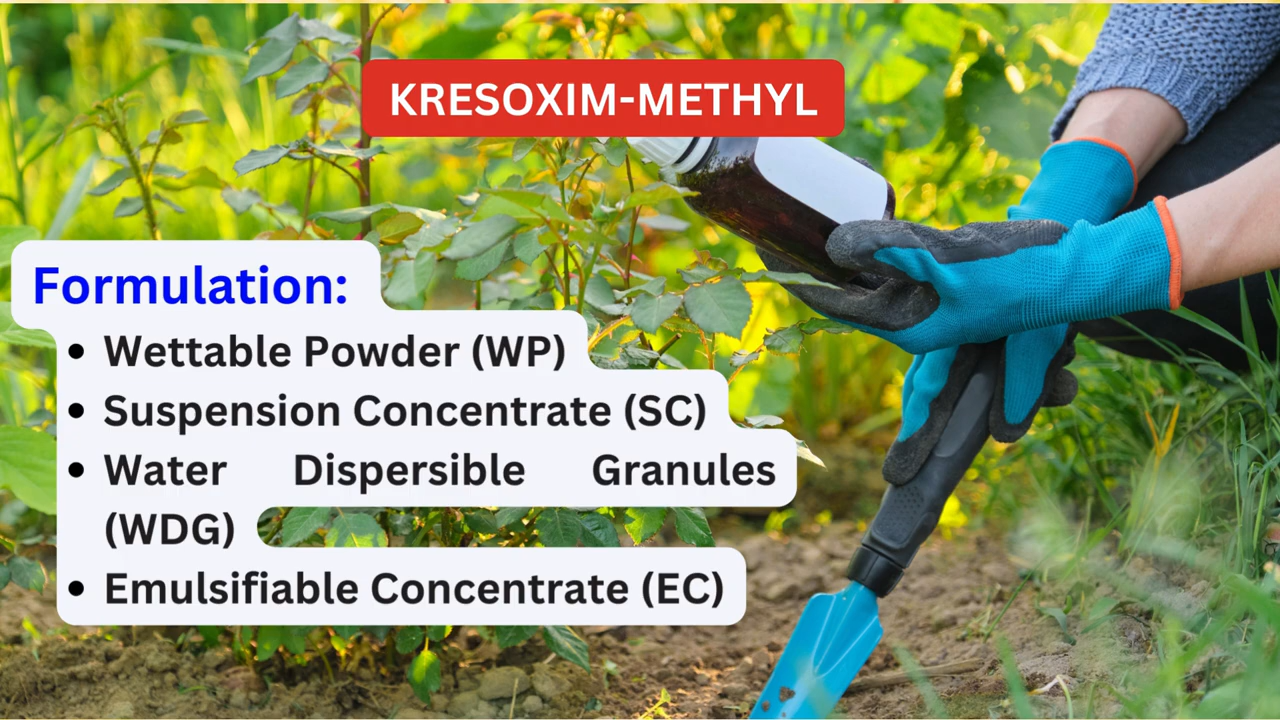 KRESOXIM-METHYL
Formulation:
• Wettable Powder (WP)
• Suspension Concentrate (SC)
• Water Dispersible Granules
(WDG)
• Emulsifiable Concentrate (EC)